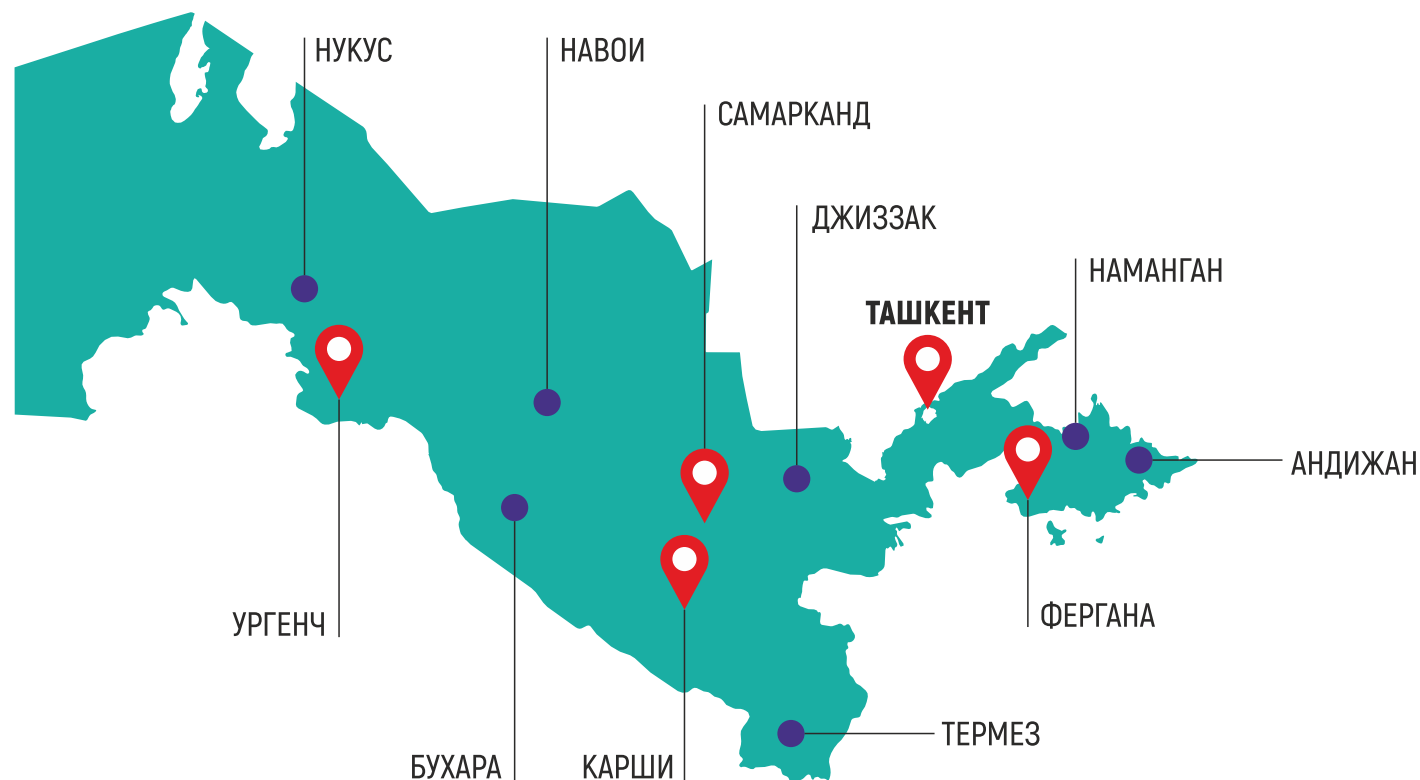 НУКУС
НАВОИ
САМАРКАНД
ДЖИЗЗАК
НАМАНГАН
ТАШКЕНТ
АНДИЖАН
УРГЕНЧ
ФЕРГАНА
ТЕРМЕЗ
БУХАРА
КАРШИ